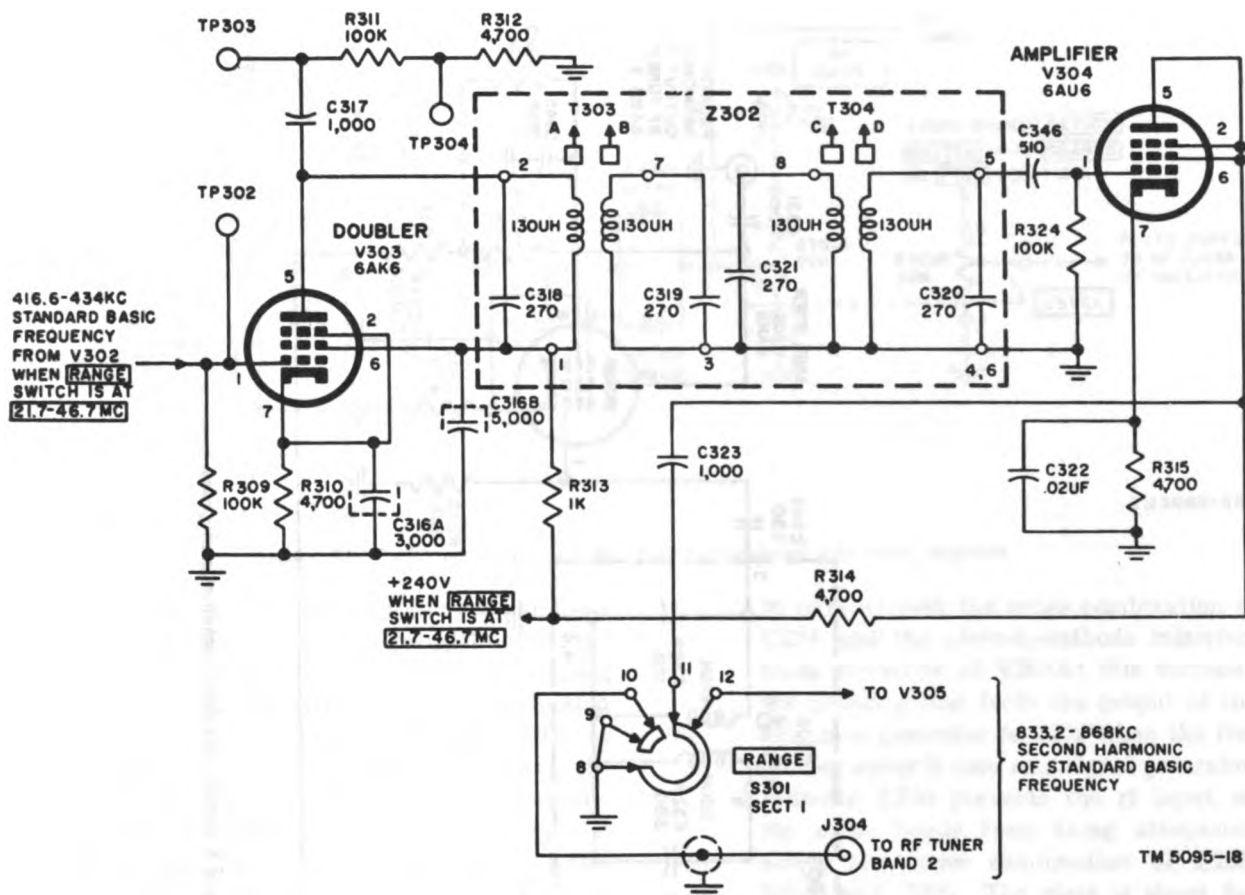 TP303
R311
100K
R312
4,700
AMPLIFIER
V304
6AU6
C317
1,000
TP304
T303
Z302
T304
A
B
C
D
5
2
6
1
7
C346
510
TP302
2
7
8
5
DOUBLER
V303
6AK6
130UH
130UH
130UH
130UH
R324
100K
C318
270
C319
270
C321
270
C320
270
1
3
4,6
416.6-434KC
STANDARD BASIC
FREQUENCY
FROM V302
WHEN RANGE
SWITCH IS AT
21.7-46.7MC
5
2
6
1
7
C316B
5,000
R309
100K
R310
4,700
C316A
3,000
R313
1K
C323
1,000
C322
.02UF
R315
4,700
+240V
WHEN RANGE
SWITCH IS AT
21.7-46.7MC
R314
4,700
10
11
12
9
8
TO V305
RANGE
S301
SECT 1
J304
TO RF TUNER
BAND 2
833.2-868KC
SECOND HARMONIC
OF STANDARD BASIC
FREQUENCY
TM 5095-18